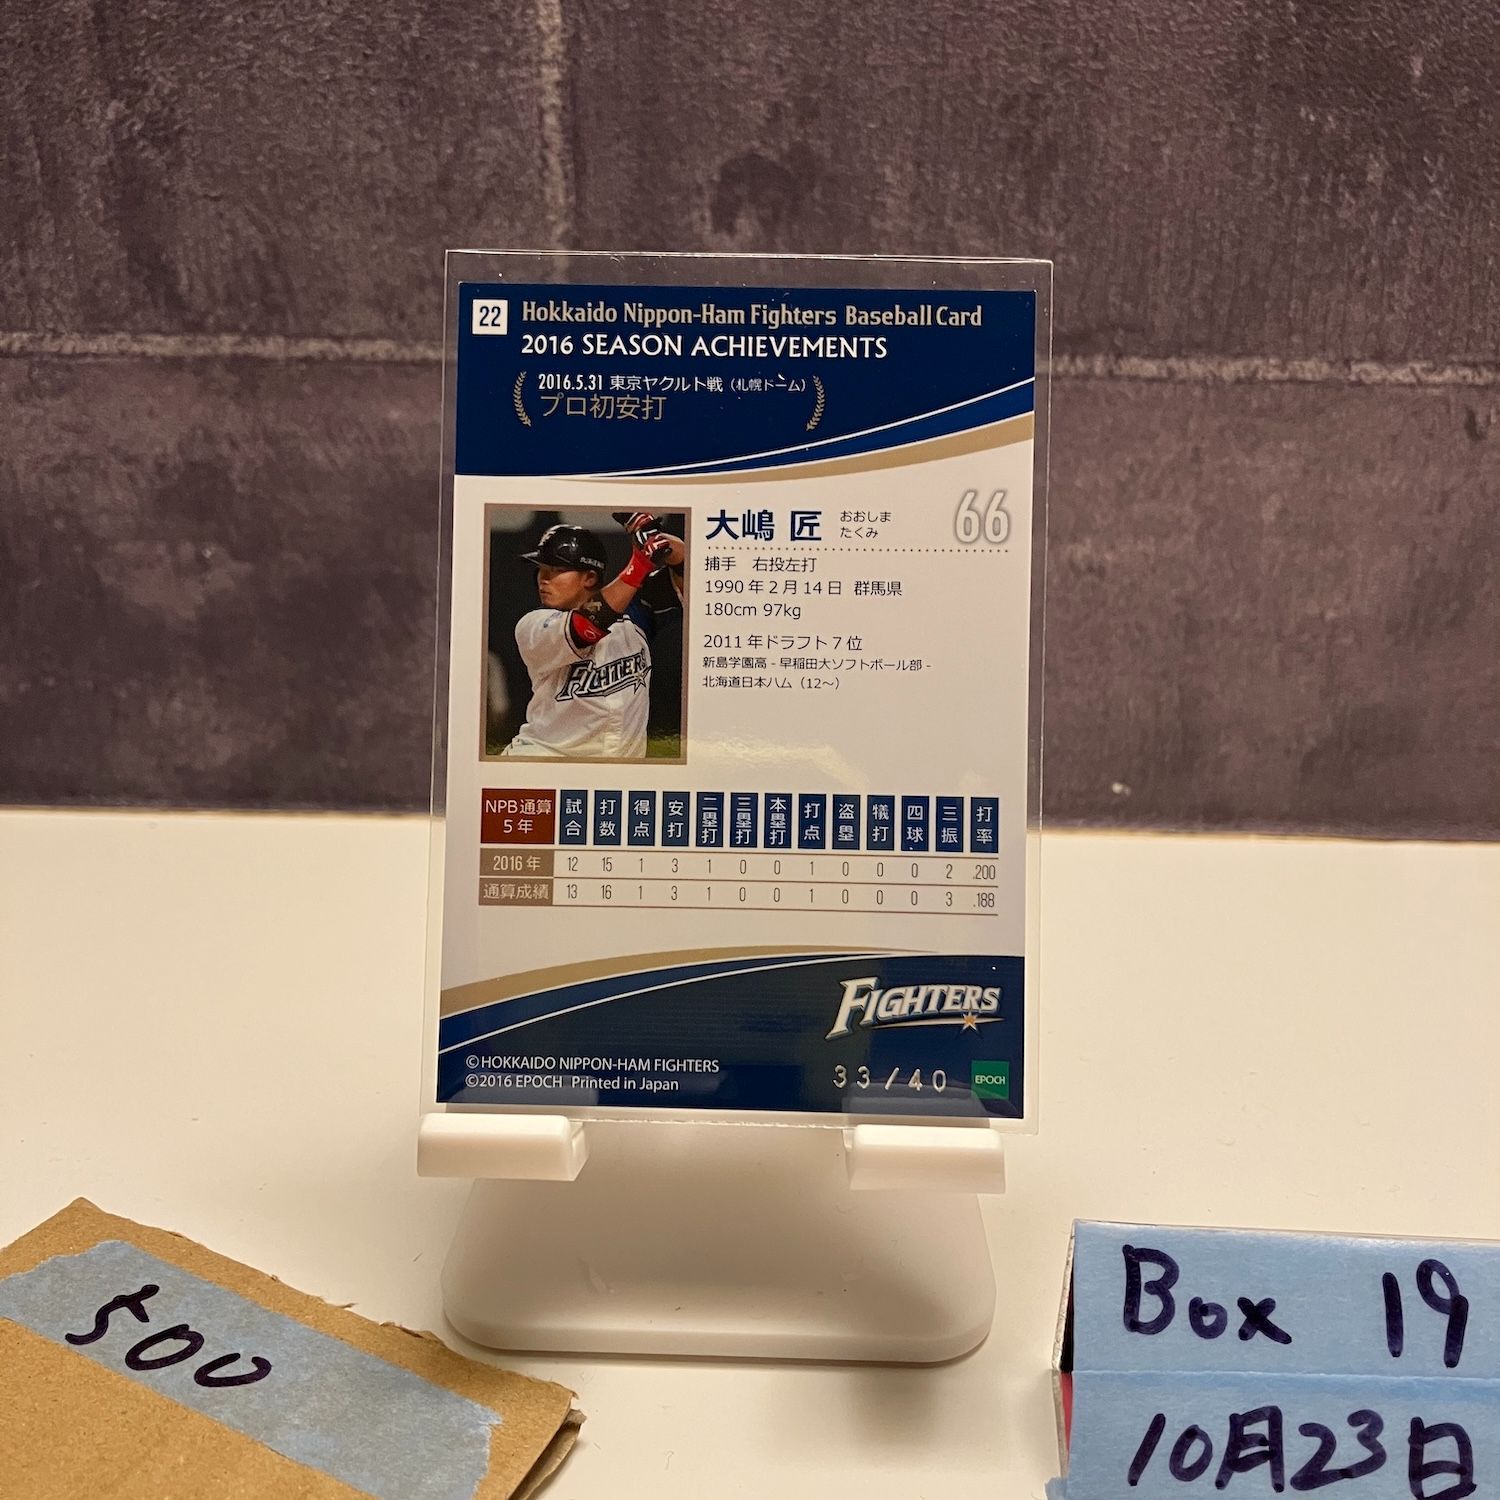 22 Hokkaido Nippon-Ham Fighters Baseball Card
2016 SEASON ACHIEVEMENTS
2016.5.31 東京ヤクルト戦（札幌ドーム）
プロ初安打
大嶋 匠 おおしま たくみ 66
捕手 右投左打
1990年2月14日 群馬県
180cm 97kg
2011年ドラフト7位
新島学園高 - 早稲田大ソフトボール部 -
北海道日本ハム（12～）
FIGHTERS
NPB通算5年 試合 打数 得点 安打 二塁打 三塁打 本塁打 打点 盗塁 犠打 四球 三振 打率
2016年 12 15 1 3 1 0 0 1 0 0 0 2 .200
通算成績 13 16 1 3 1 0 0 1 0 0 0 3 .188
FIGHTERS
©HOKKAIDO NIPPON-HAM FIGHTERS
©2016 EPOCH Printed in Japan
33/40
EPOCH
500
Box 19
10月23日